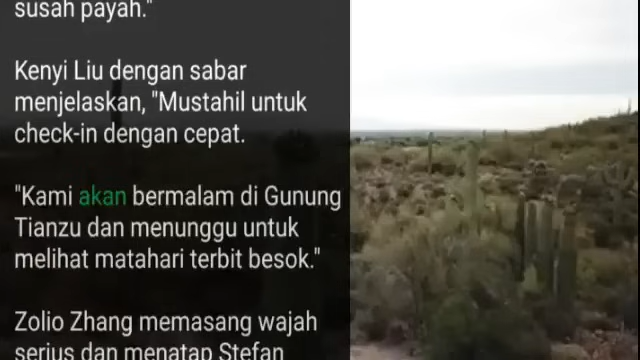 susah payah."
Kenyi Liu dengan sabar
menjelaskan, "Mustahil untuk
check-in dengan cepat.
"Kami akan bermalam di Gunung
Tianzu dan menunggu untuk
melihat matahari terbit besok."
Zolio Zhang memasang wajah
serius dan menatap Stefan